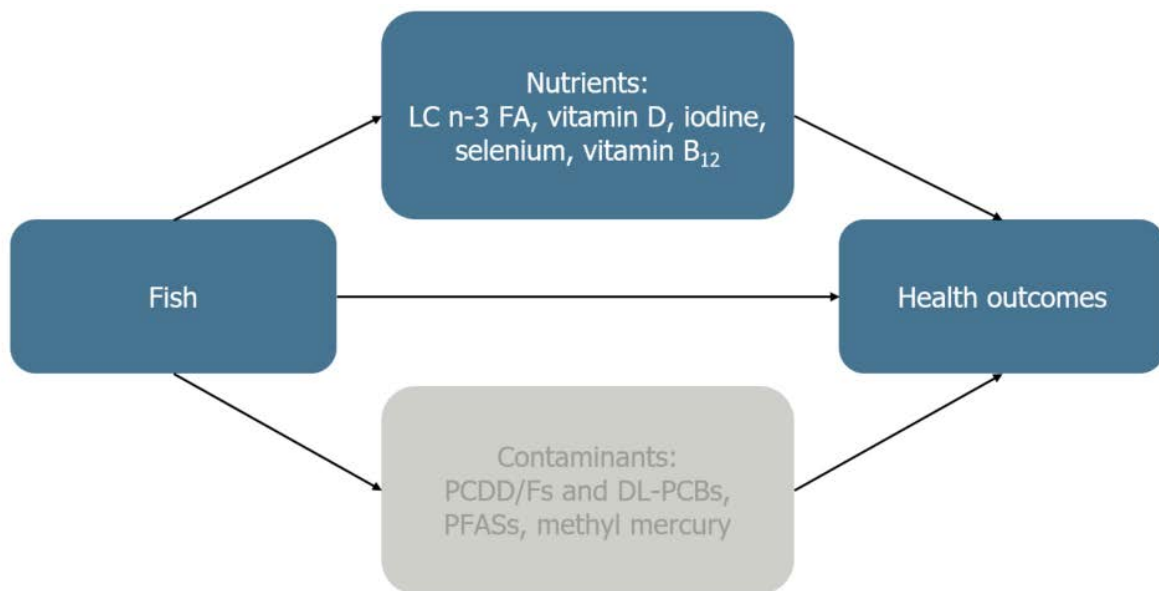 Nutrients:
LC n-3 FA, vitamin D, iodine,
selenium, vitamin B₁₂
Fish
Health outcomes
Contaminants:
PCDD/Fs and DL-PCBs,
PFASs, methyl mercury